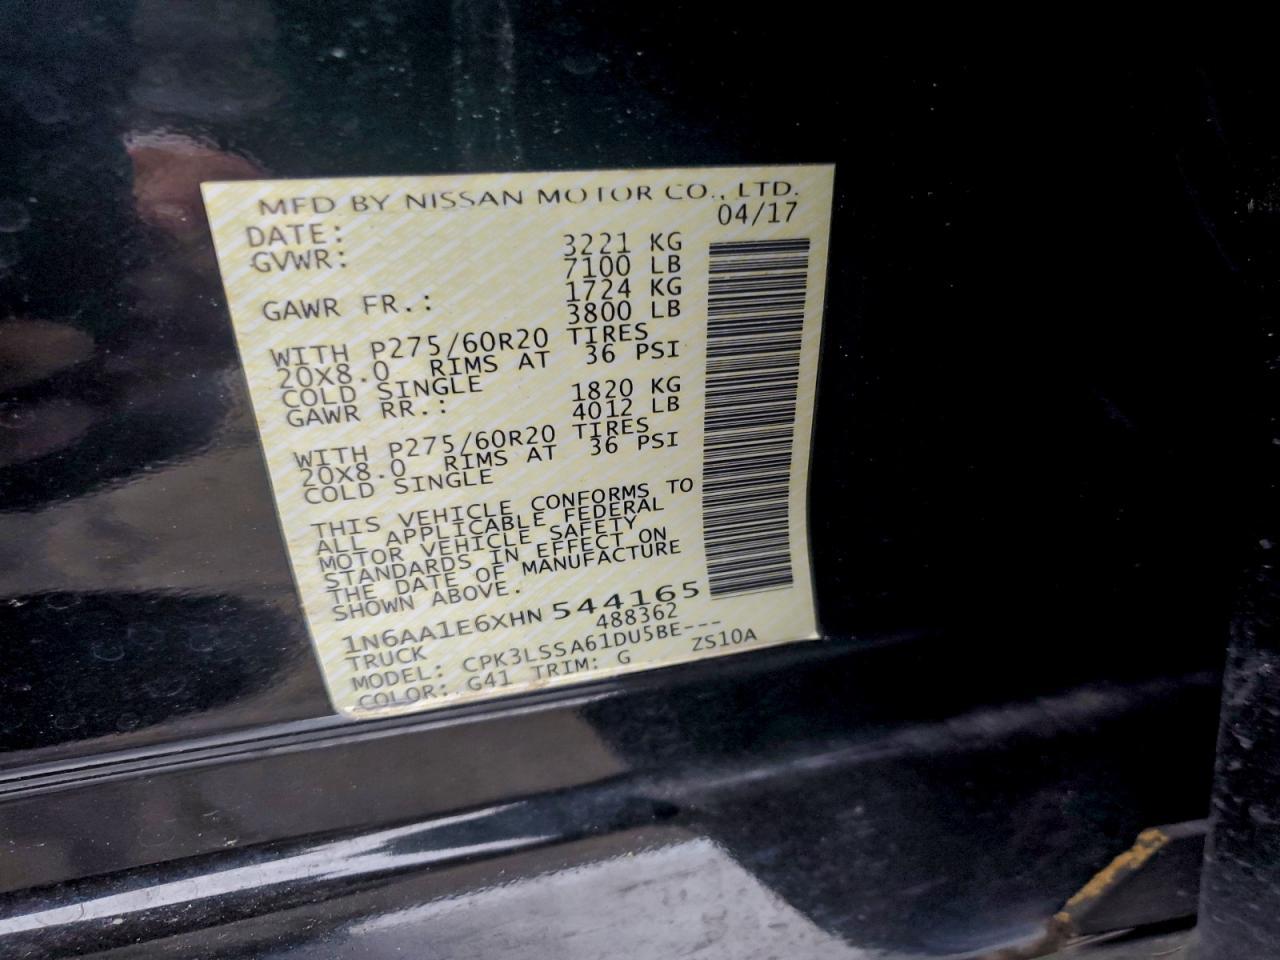 MFD BY NISSAN MOTOR CO., LTD.
DATE: 04/17
GVWR: 3221 KG
7100 LB
GAWR FR.: 1724 KG
3800 LB
WITH P275/60R20 TIRES
20X8.0 RIMS AT 36 PSI
COLD SINGLE
GAWR RR.: 1820 KG
4012 LB
WITH P275/60R20 TIRES
20X8.0 RIMS AT 36 PSI
COLD SINGLE
THIS VEHICLE CONFORMS TO
ALL APPLICABLE FEDERAL
MOTOR VEHICLE SAFETY
STANDARDS IN EFFECT ON
THE DATE OF MANUFACTURE
SHOWN ABOVE.
1N6AA1E6XHN544165
TRUCK 488362
MODEL: CPK3LSSA61DU5BE---
COLOR: G41 TRIM: G ZS10A